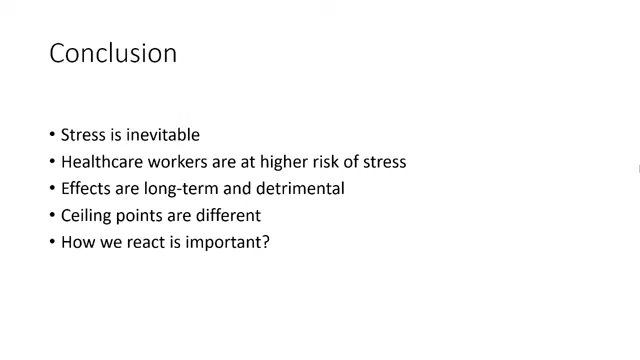 Conclusion
• Stress is inevitable
• Healthcare workers are at higher risk of stress
• Effects are long-term and detrimental
• Ceiling points are different
• How we react is important?